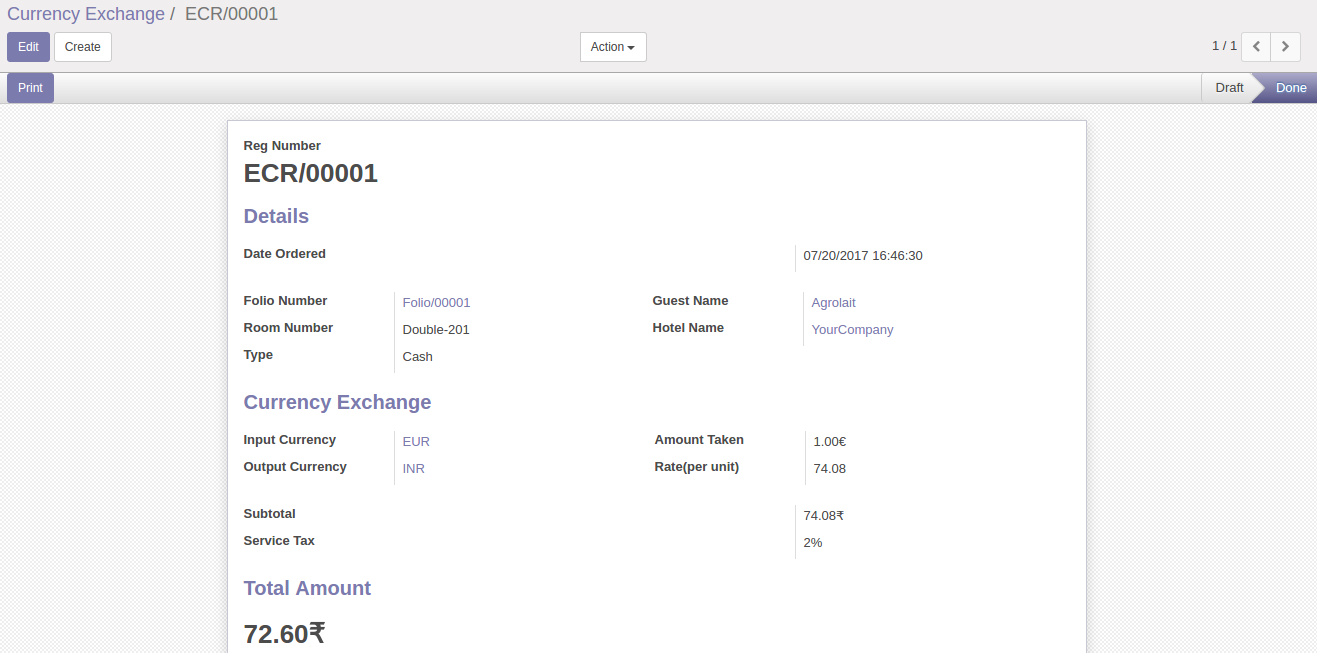 Currency Exchange / ECR/00001
Edit Create Action 1 / 1
Print Draft Done
Reg Number
ECR/00001
Details
Date Ordered 07/20/2017 16:46:30
Folio Number Folio/00001 Guest Name Agrolait
Room Number Double-201 Hotel Name YourCompany
Type Cash
Currency Exchange
Input Currency EUR Amount Taken 1.00€
Output Currency INR Rate(per unit) 74.08
Subtotal 74.08₹
Service Tax 2%
Total Amount
72.60₹